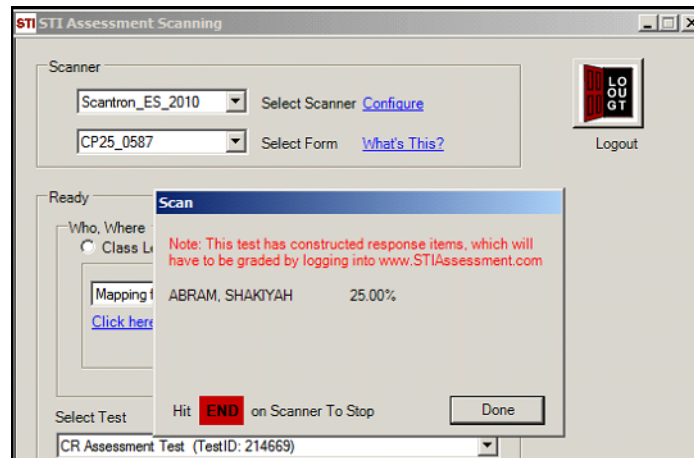 STI STI Assessment Scanning
Scanner
Scantron_ES_2010 Select Scanner Configure
CP25_0587 Select Form What's This?
LO
OU
GT
Logout
Ready
Who, Where
Class Le
Mapping f
Click here
Scan
Note: This test has constructed response items, which will
have to be graded by logging into www.STIAssessment.com
ABRAM, SHAKIYAH 25.00%
Hit END on Scanner To Stop Done
Select Test
CR Assessment Test (TestID: 214669)